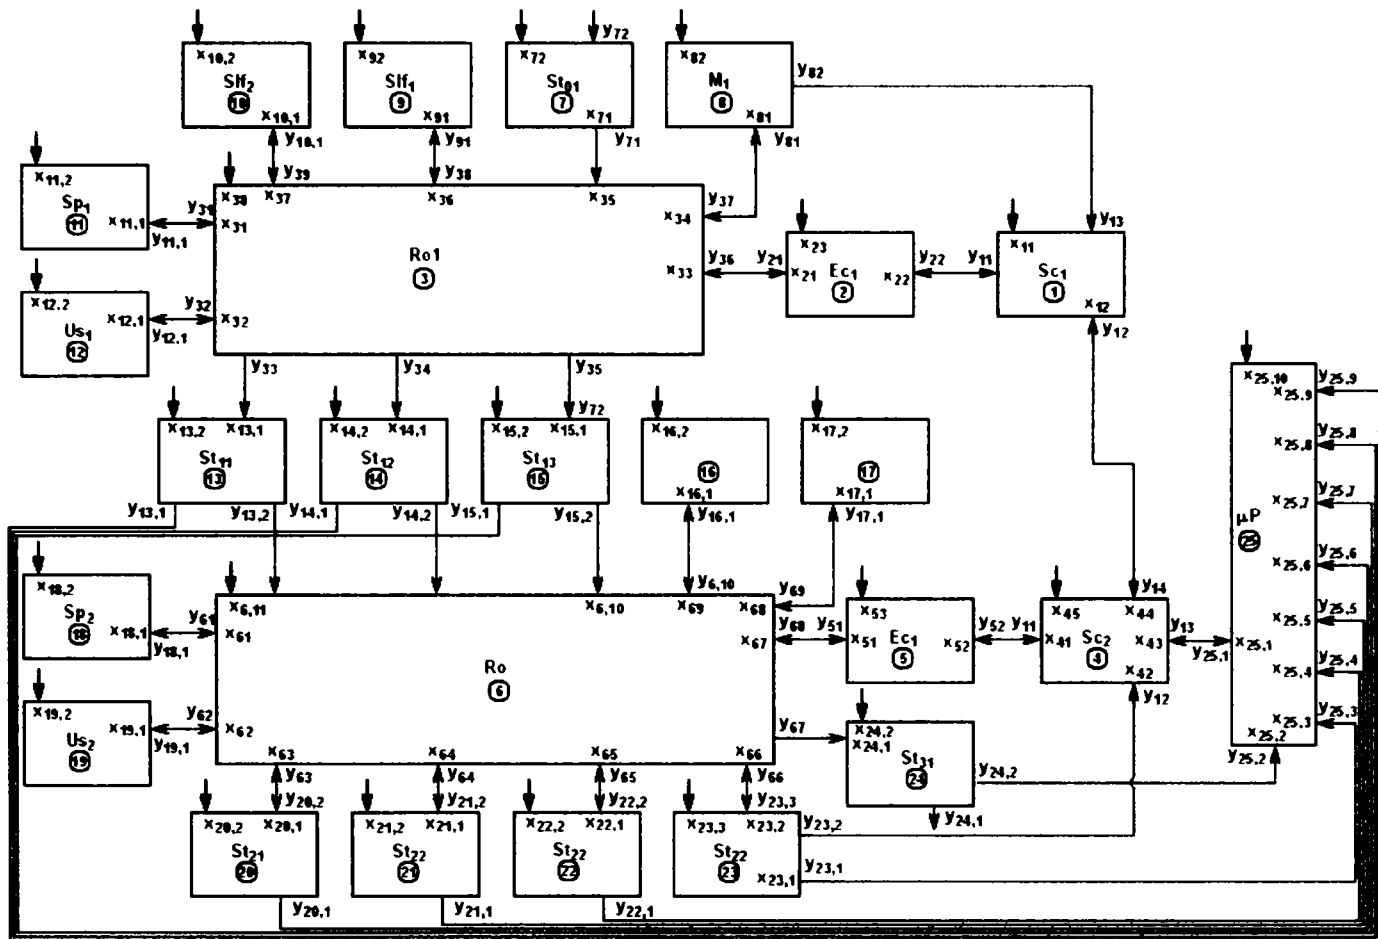 y72
x10,2 x92 x72 x82
Slf2 Slf1 St01 M1 y82
10 9 7 8
x10,1 x91 x71 x81
y10,1 y91 y71 y81
x11,2 y39 y38
Sp1 x38 x37 x36 x35 y37 y13
11 x11,1 y31 x31 x34
y11,1 x11
Ro1 y36 y21 x23 y22 y11 Sc1
3 x33 x21 Ec1 x22 1
x12,2 y32 2 x12
Us1 x12,1 x32 y12
12 y12,1
y33 y34 y35
x25,10 y25,9
x25,9
y72
x13,2 x13,1 x14,2 x14,1 x15,2 x15,1 x16,2 x17,2 y25,8
St11 St12 St13 x25,8
13 14 15 16 17
x16,1 x17,1 y25,7
y13,1 y13,2 y14,1 y14,2 y15,1 y15,2 y16,1 y17,1 x25,7
µP
25
y25,6
x25,6
x18,2 y6,10 y69 y14
Sp2 y61 x6,11 x6,10 x69 x68 x53 x45 x44 y25,5
18 x18,1 x61 y68 y51 y52 y11 y13 x25,5
y18,1 x67 x51 Ec1 x52 x41 Sc2 x43 y25,1 x25,1
5 4 y25,4
Ro x42 x25,4
6 y12
x19,2 y62 y25,3
Us2 x19,1 x62 y67 x24,2 x25,3
19 y19,1 x24,1 x25,2
x63 x64 x65 x66 St31 y25,2
y63 y64 y65 y66 24 y24,2
y20,2 y21,2 y22,2 y23,3
y24,1
x20,2 x20,1 x21,2 x21,1 x22,2 x22,1 x23,3 x23,2 y23,2
St21 St22 St22 St22
20 21 22 23 y23,1
x23,1
y20,1 y21,1 y22,1